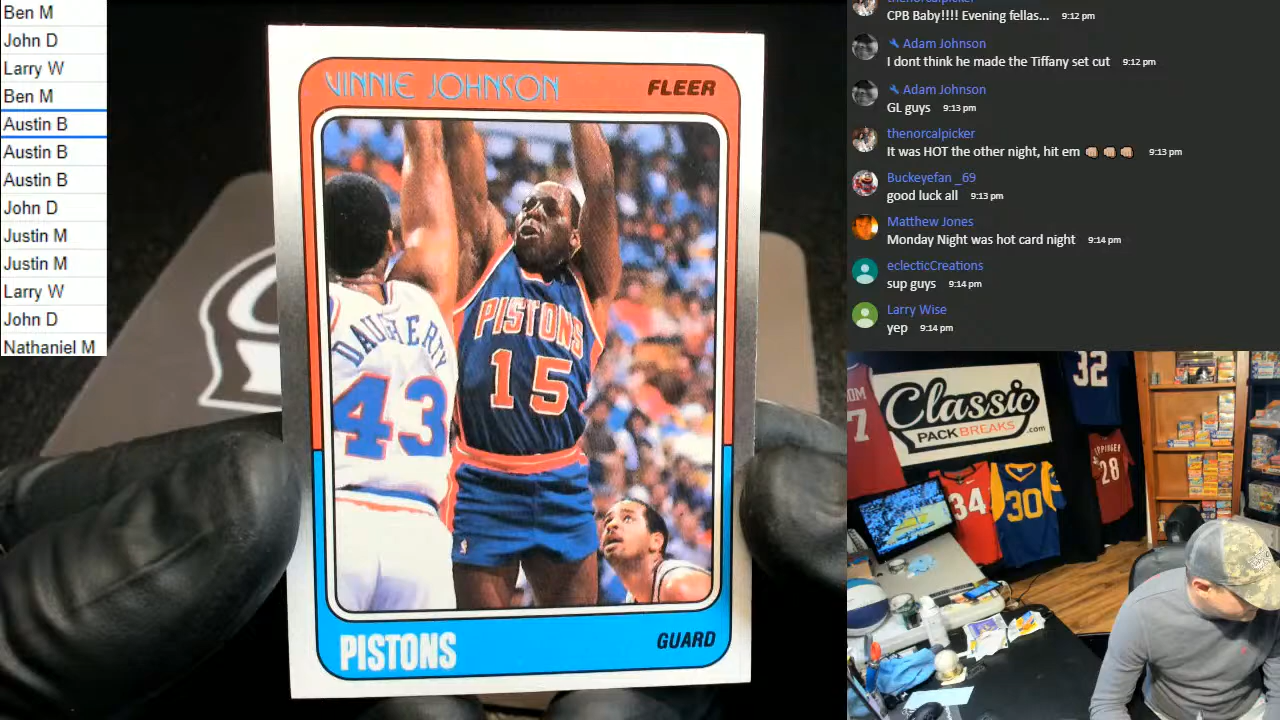 Ben M
John D
Larry W
Ben M
Austin B
Austin B
Austin B
John D
Justin M
Justin M
Larry W
John D
Nathaniel M
VINNIE JOHNSON
FLEER
DAUGHERTY
43
PISTONS
15
PISTONS
GUARD
CPB Baby!!!! Evening fellas... 9:12 pm
Adam Johnson
I dont think he made the Tiffany set cut 9:12 pm
Adam Johnson
GL guys 9:13 pm
thenorcalpicker
It was HOT the other night, hit em 👊🏽👊🏽👊🏽 9:13 pm
Buckeyefan _69
good luck all 9:13 pm
Matthew Jones
Monday Night was hot card night 9:14 pm
eclecticCreations
sup guys 9:14 pm
Larry Wise
yep 9:14 pm
Classic
PACK BREAKS .com
32
7
34
30
28